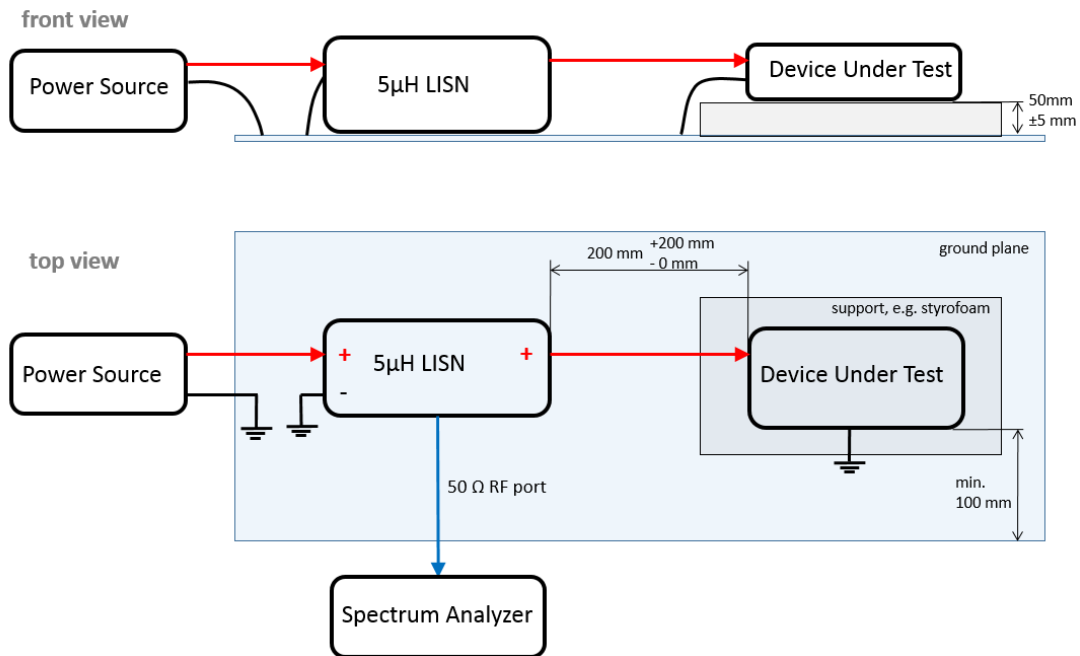 front view
Power Source
5µH LISN
Device Under Test
50mm
±5 mm
top view
ground plane
200 mm +200 mm
- 0 mm
support, e.g. styrofoam
Power Source
+
-
5µH LISN
+
Device Under Test
50 Ω RF port
min.
100 mm
Spectrum Analyzer